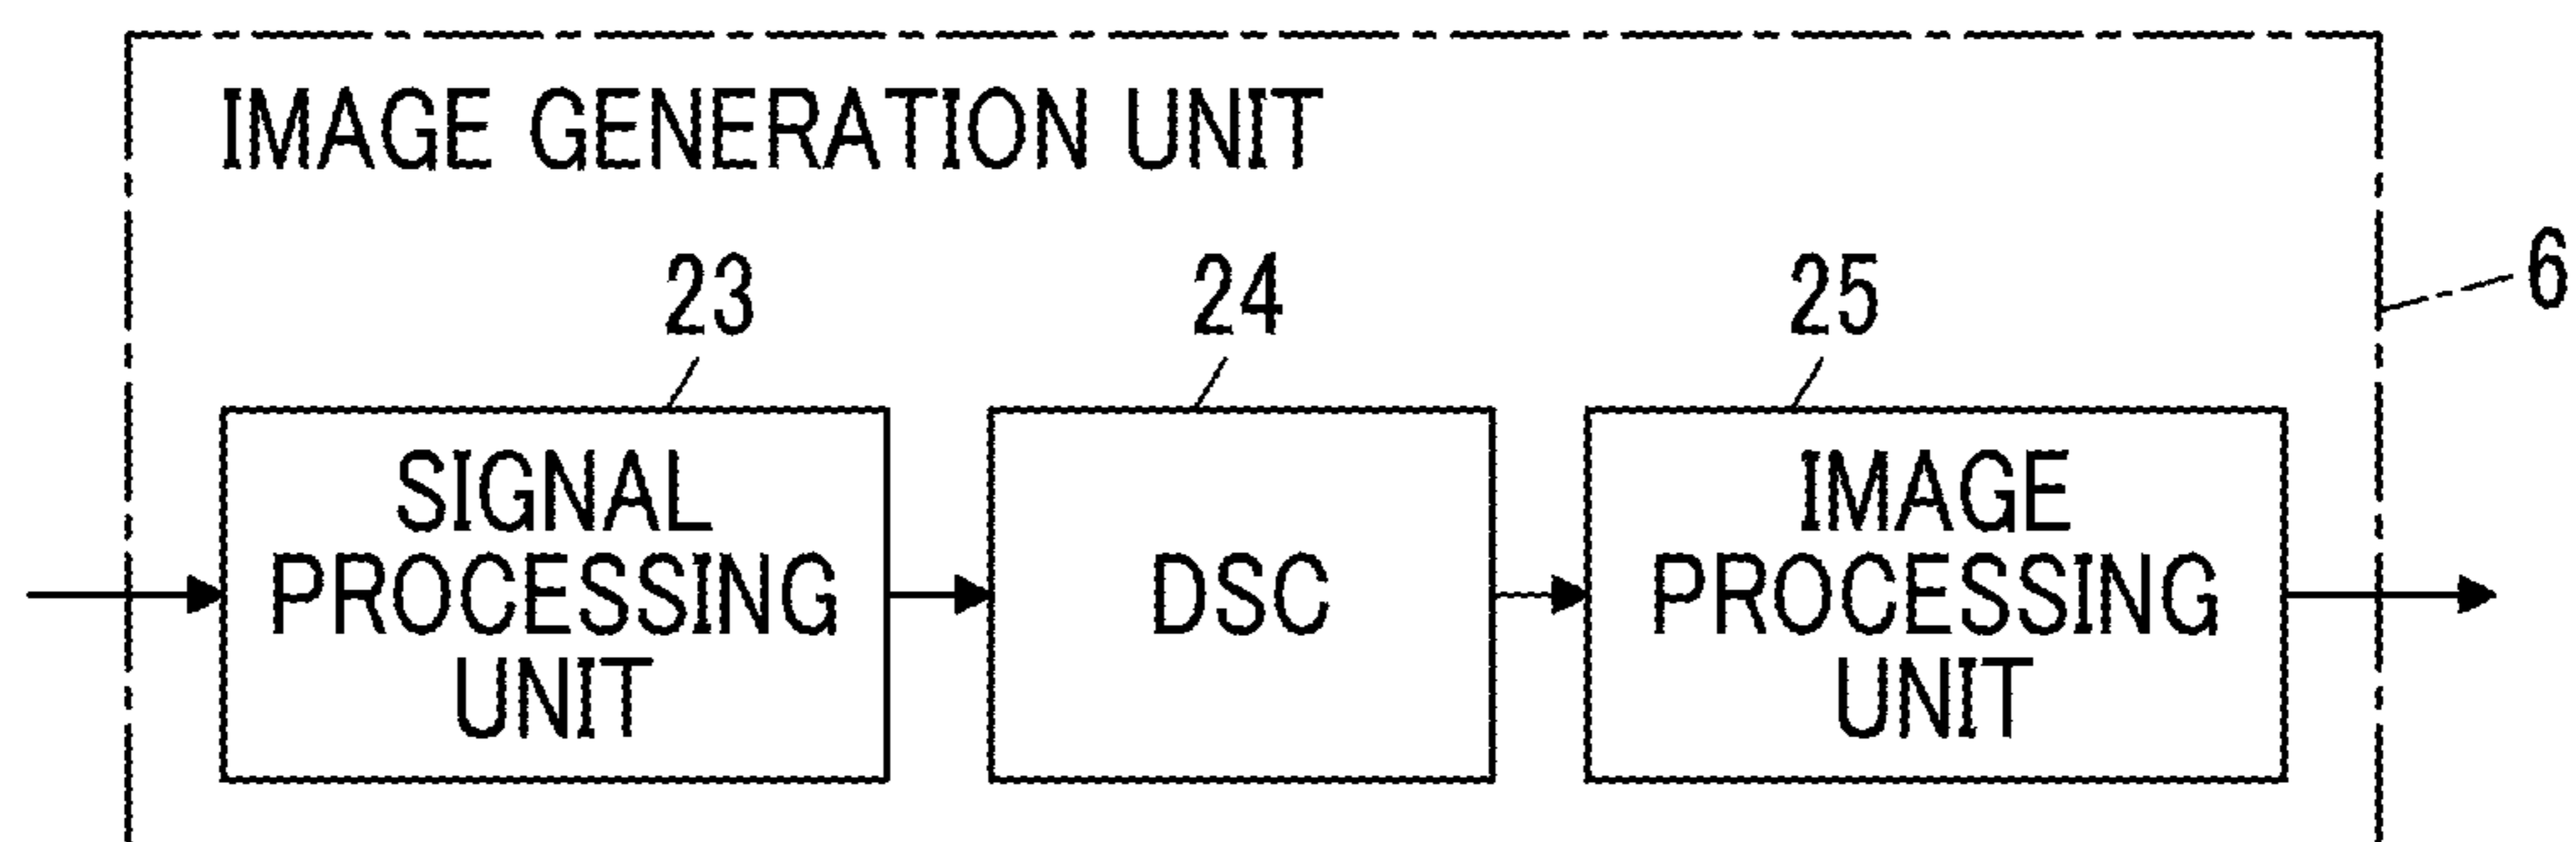 IMAGE GENERATION UNIT
6
23
24
25
SIGNAL
PROCESSING
UNIT
DSC
IMAGE
PROCESSING
UNIT